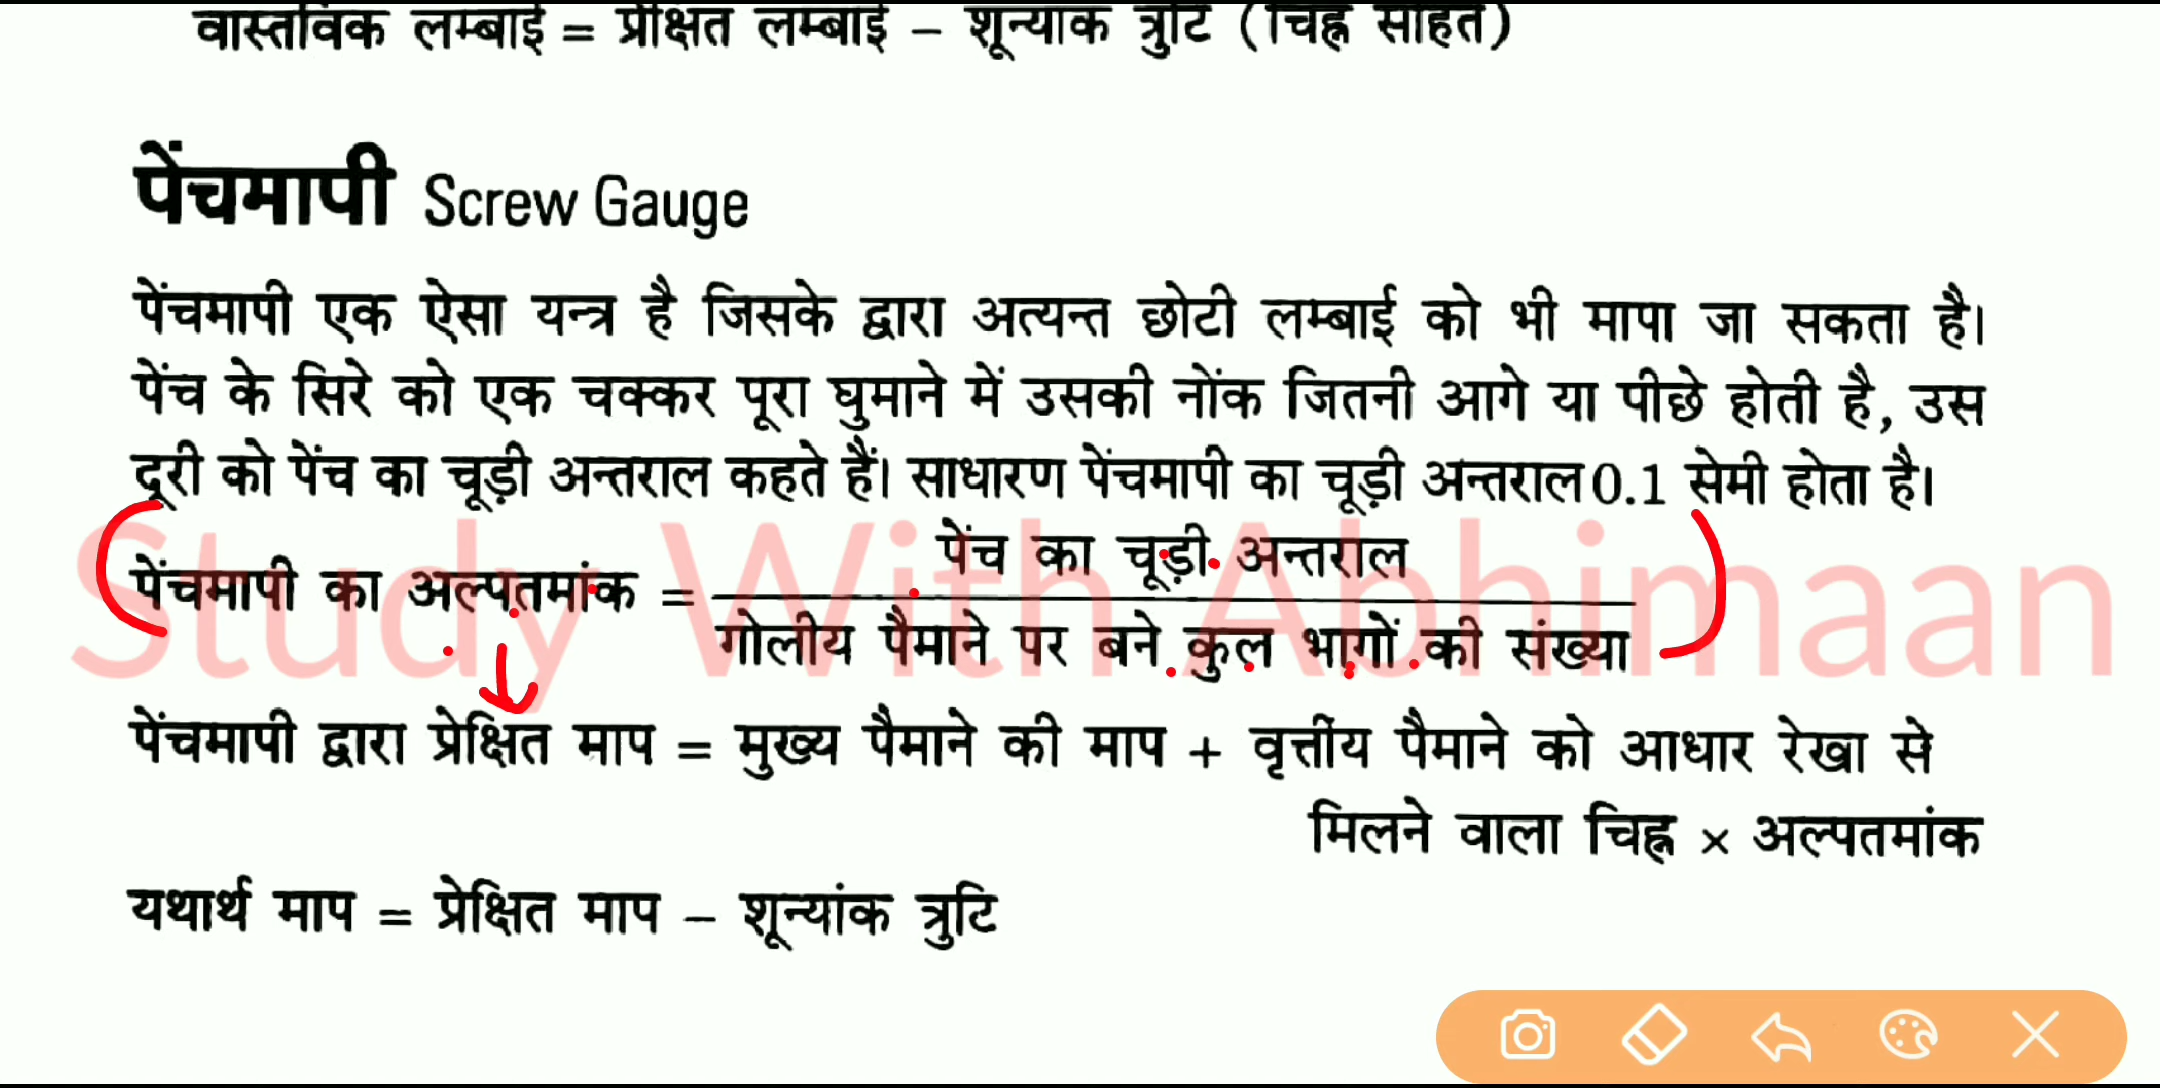 वास्तविक लम्बाई = प्रेक्षित लम्बाई – शून्यांक त्रुटि (चिह्न सहित)
पेंचमापी Screw Gauge
पेंचमापी एक ऐसा यन्त्र है जिसके द्वारा अत्यन्त छोटी लम्बाई को भी मापा जा सकता है।
पेंच के सिरे को एक चक्कर पूरा घुमाने में उसकी नोंक जितनी आगे या पीछे होती है, उस
दूरी को पेंच का चूड़ी अन्तराल कहते हैं। साधारण पेंचमापी का चूड़ी अन्तराल 0.1 सेमी होता है।
Study With Abhimaan
पेंच का चूड़ी अन्तराल
पेंचमापी का अल्पतमांक =
गोलीय पैमाने पर बने कुल भागों की संख्या
पेंचमापी द्वारा प्रेक्षित माप = मुख्य पैमाने की माप + वृत्तीय पैमाने को आधार रेखा से
मिलने वाला चिह्न × अल्पतमांक
यथार्थ माप = प्रेक्षित माप – शून्यांक त्रुटि